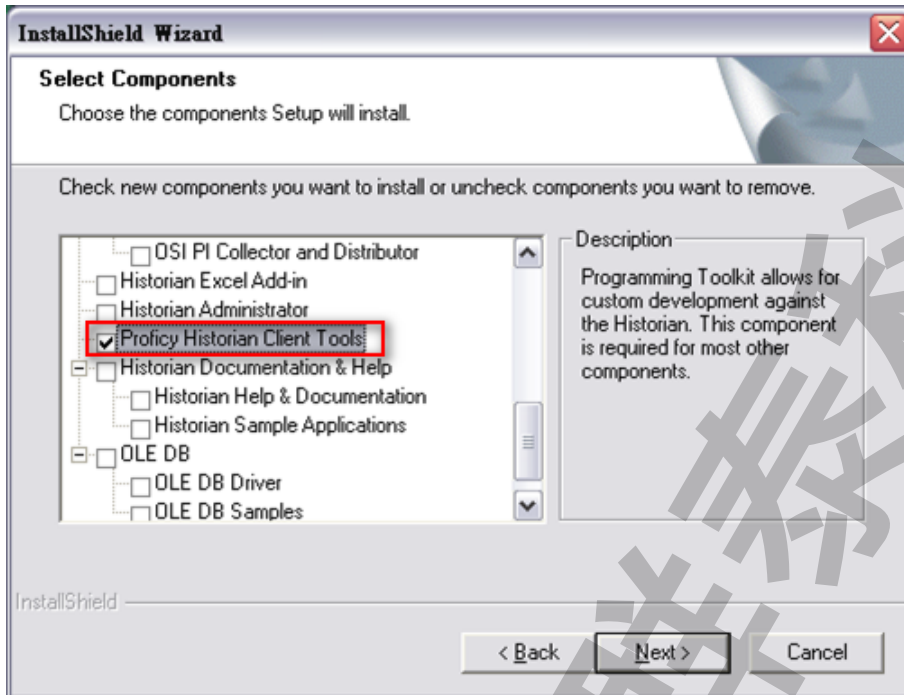 InstallShield Wizard
Select Components
Choose the components Setup will install.
Check new components you want to install or uncheck components you want to remove.
OSI PI Collector and Distributor
Historian Excel Add-in
Historian Administrator
Proficy Historian Client Tools
Historian Documentation & Help
Historian Help & Documentation
Historian Sample Applications
OLE DB
OLE DB Driver
OLE DB Samples
Description
Programming Toolkit allows for
custom development against
the Historian. This component
is required for most other
components.
InstallShield
< Back
Next >
Cancel